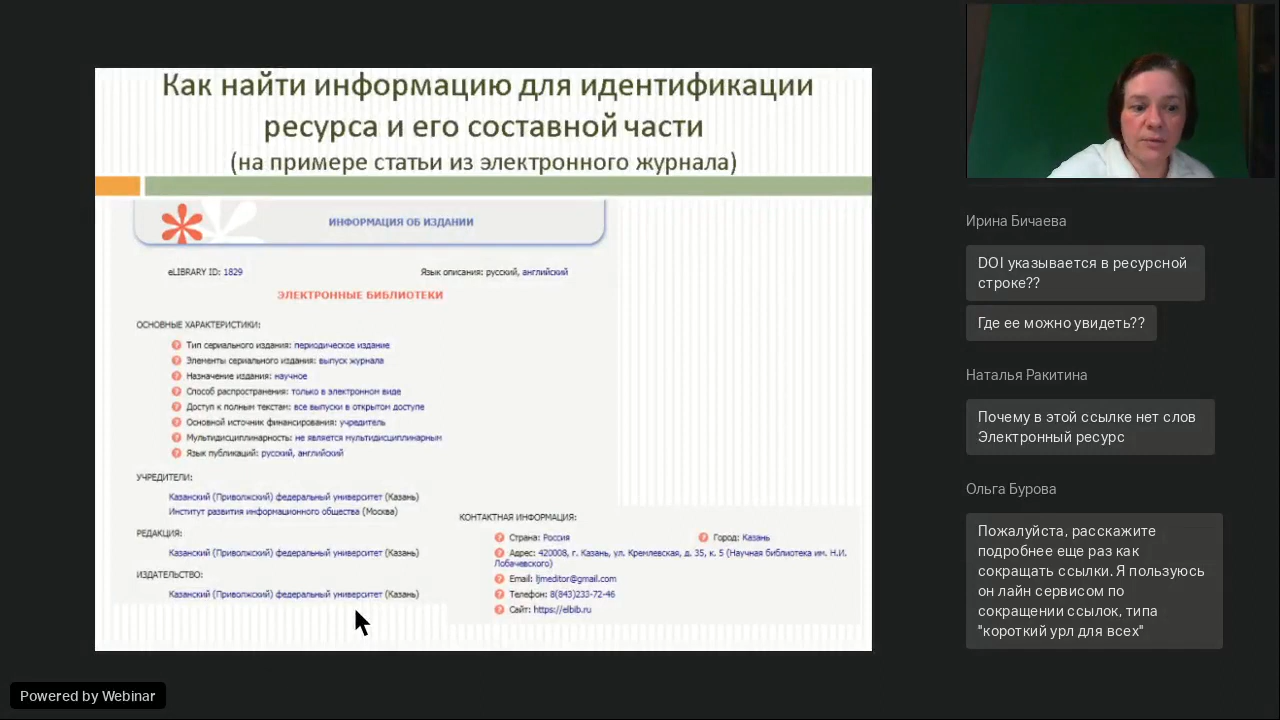 Как найти информацию для идентификации
ресурса и его составной части
(на примере статьи из электронного журнала)
ИНФОРМАЦИЯ ОБ ИЗДАНИИ
eLIBRARY ID: 1829
Язык описания: русский, английский
ЭЛЕКТРОННЫЕ БИБЛИОТЕКИ
ОСНОВНЫЕ ХАРАКТЕРИСТИКИ:
Тип сериального издания: периодическое издание
Элементы сериального издания: выпуск журнала
Назначение издания: научное
Способ распространения: только в электронном виде
Доступ к полным текстам: все выпуски в открытом доступе
Основной источник финансирования: учредитель
Мультидисциплинарность: не является мультидисциплинарным
Язык публикаций: русский, английский
УЧРЕДИТЕЛИ:
Казанский (Приволжский) федеральный университет (Казань)
Институт развития информационного общества (Москва)
РЕДАКЦИЯ:
Казанский (Приволжский) федеральный университет (Казань)
ИЗДАТЕЛЬСТВО:
Казанский (Приволжский) федеральный университет (Казань)
КОНТАКТНАЯ ИНФОРМАЦИЯ:
Страна: Россия
Город: Казань
Адрес: 420008, г. Казань, ул. Кремлевская, д. 35, к. 5 (Научная библиотека им. Н.И.
Лобачевского)
Email: ljmeditor@gmail.com
Телефон: 8(843)233-72-46
Сайт: https://elbib.ru
Ирина Бичаева
DOI указывается в ресурсной
строке??
Где ее можно увидеть??
Наталья Ракитина
Почему в этой ссылке нет слов
Электронный ресурс
Ольга Бурова
Пожалуйста, расскажите
подробнее еще раз как
сокращать ссылки. Я пользуюсь
он лайн сервисом по
сокращении ссылок, типа
"короткий урл для всех"
Powered by Webinar